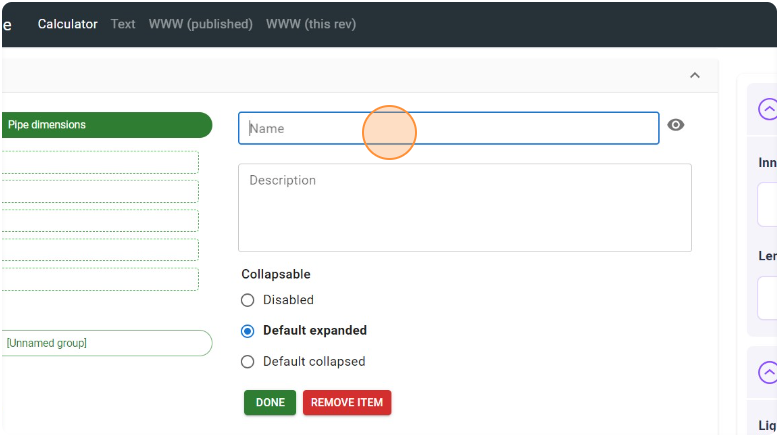 e Calculator Text WWW (published) WWW (this rev)
Pipe dimensions
Name
Description
Collapsable
Disabled
Default expanded
Default collapsed
[Unnamed group]
DONE REMOVE ITEM
Inn
Ler
Liq